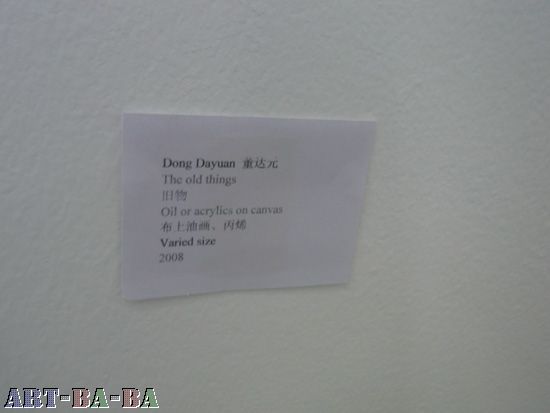 Dong Dayuan 董达元
The old things
旧物
Oil or acrylics on canvas
布上油画、丙烯
Varied size
2008
ART-BA-BA